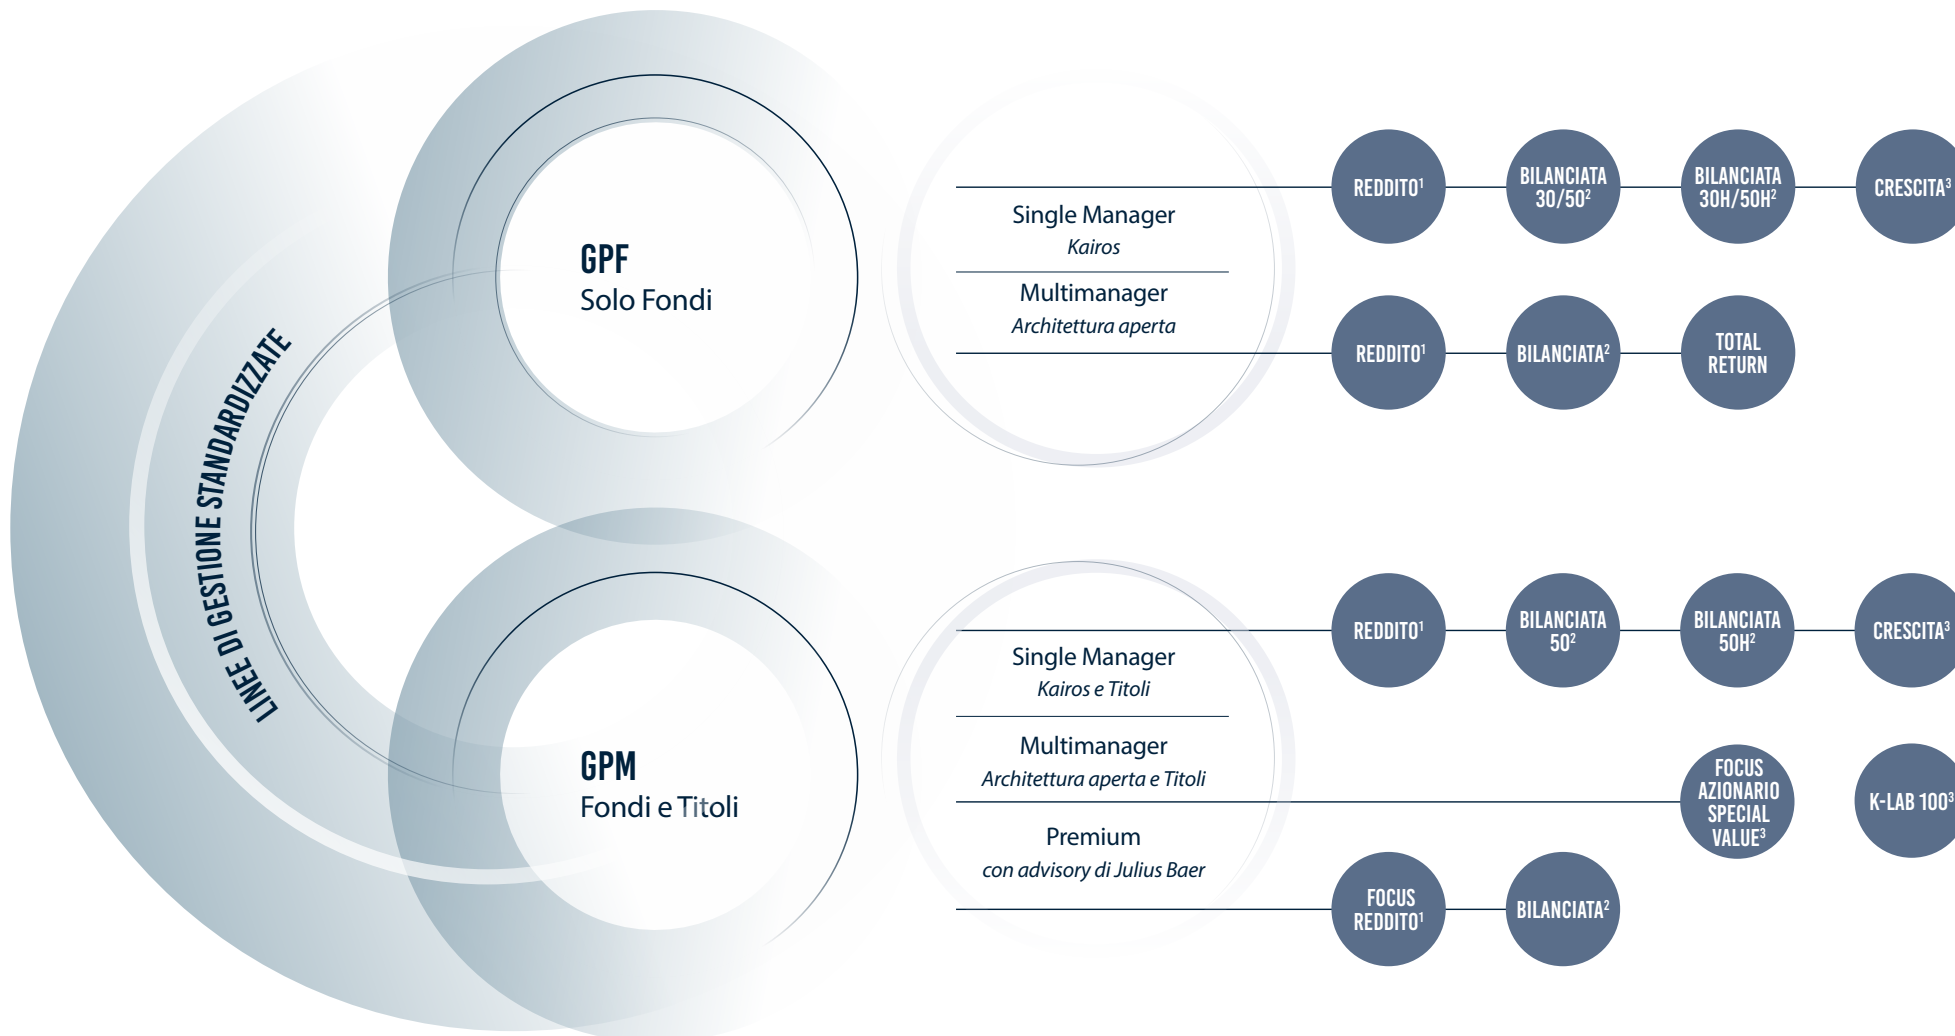 LINEE DI GESTIONE STANDARDIZZATE
GPF
Solo Fondi
Single Manager
Kairos
REDDITO¹
BILANCIATA
30/50²
BILANCIATA
30H/50H²
CRESCITA³
Multimanager
Architettura aperta
REDDITO¹
BILANCIATA²
TOTAL
RETURN
GPM
Fondi e Titoli
Single Manager
Kairos e Titoli
REDDITO¹
BILANCIATA
50²
BILANCIATA
50H²
CRESCITA³
Multimanager
Architettura aperta e Titoli
FOCUS
AZIONARIO
SPECIAL
VALUE³
K-LAB 100³
Premium
con advisory di Julius Baer
FOCUS
REDDITO¹
BILANCIATA²